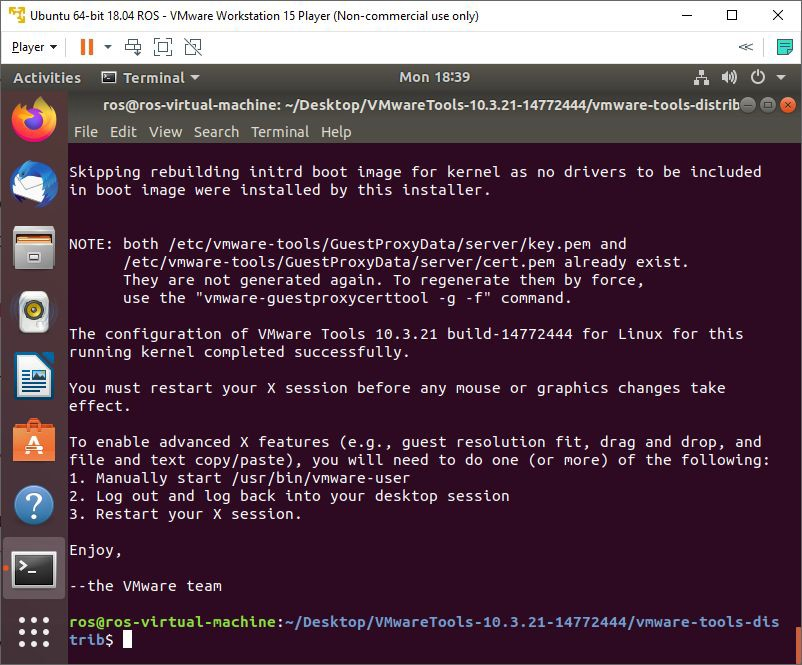 Ubuntu 64-bit 18.04 ROS - VMware Workstation 15 Player (Non-commercial use only)
Player
Activities Terminal Mon 18:39
ros@ros-virtual-machine: ~/Desktop/VMwareTools-10.3.21-14772444/vmware-tools-distrib
File Edit View Search Terminal Help
Skipping rebuilding initrd boot image for kernel as no drivers to be included
in boot image were installed by this installer.
NOTE: both /etc/vmware-tools/GuestProxyData/server/key.pem and
/etc/vmware-tools/GuestProxyData/server/cert.pem already exist.
They are not generated again. To regenerate them by force,
use the "vmware-guestproxycerttool -g -f" command.
The configuration of VMware Tools 10.3.21 build-14772444 for Linux for this
running kernel completed successfully.
You must restart your X session before any mouse or graphics changes take
effect.
To enable advanced X features (e.g., guest resolution fit, drag and drop, and
file and text copy/paste), you will need to do one (or more) of the following:
1. Manually start /usr/bin/vmware-user
2. Log out and log back into your desktop session
3. Restart your X session.
Enjoy,
--the VMware team
ros@ros-virtual-machine:~/Desktop/VMwareTools-10.3.21-14772444/vmware-tools-dis
trib$